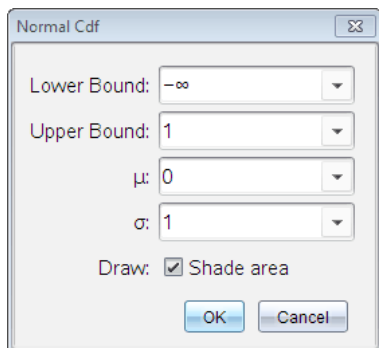 Normal Cdf
Lower Bound: -∞
Upper Bound: 1
μ: 0
σ: 1
Draw: Shade area
OK Cancel